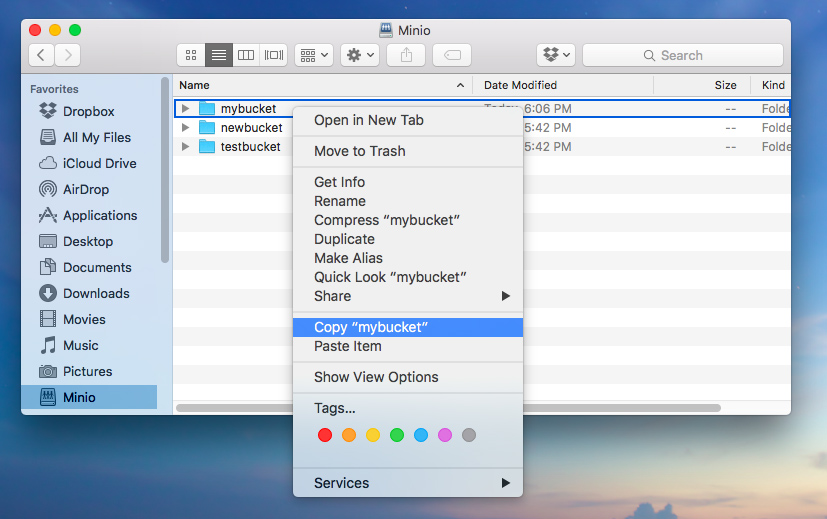 Minio
Search
Favorites
Dropbox
All My Files
iCloud Drive
AirDrop
Applications
Desktop
Documents
Downloads
Movies
Music
Pictures
Minio
Name Date Modified Size Kind
mybucket Today, 6:06 PM -- Folde
newbucket 5:42 PM -- Folde
testbucket 5:42 PM -- Folde
Open in New Tab
Move to Trash
Get Info
Rename
Compress “mybucket”
Duplicate
Make Alias
Quick Look “mybucket”
Share
Copy “mybucket”
Paste Item
Show View Options
Tags...
Services